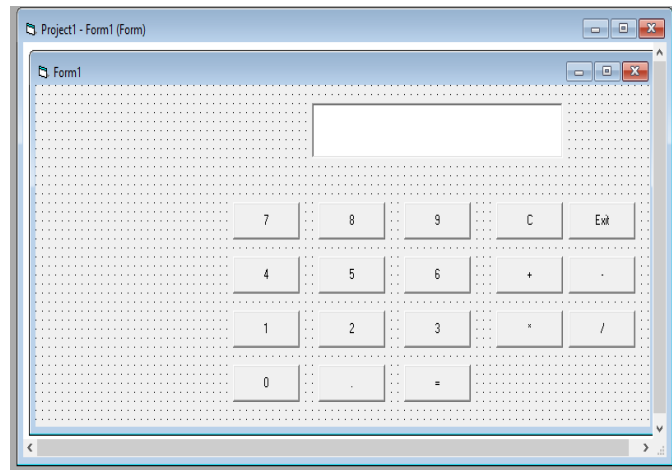 Project1 - Form1 (Form)
Form1
7 8 9 C Exit
4 5 6 + -
1 2 3 * /
0 . =